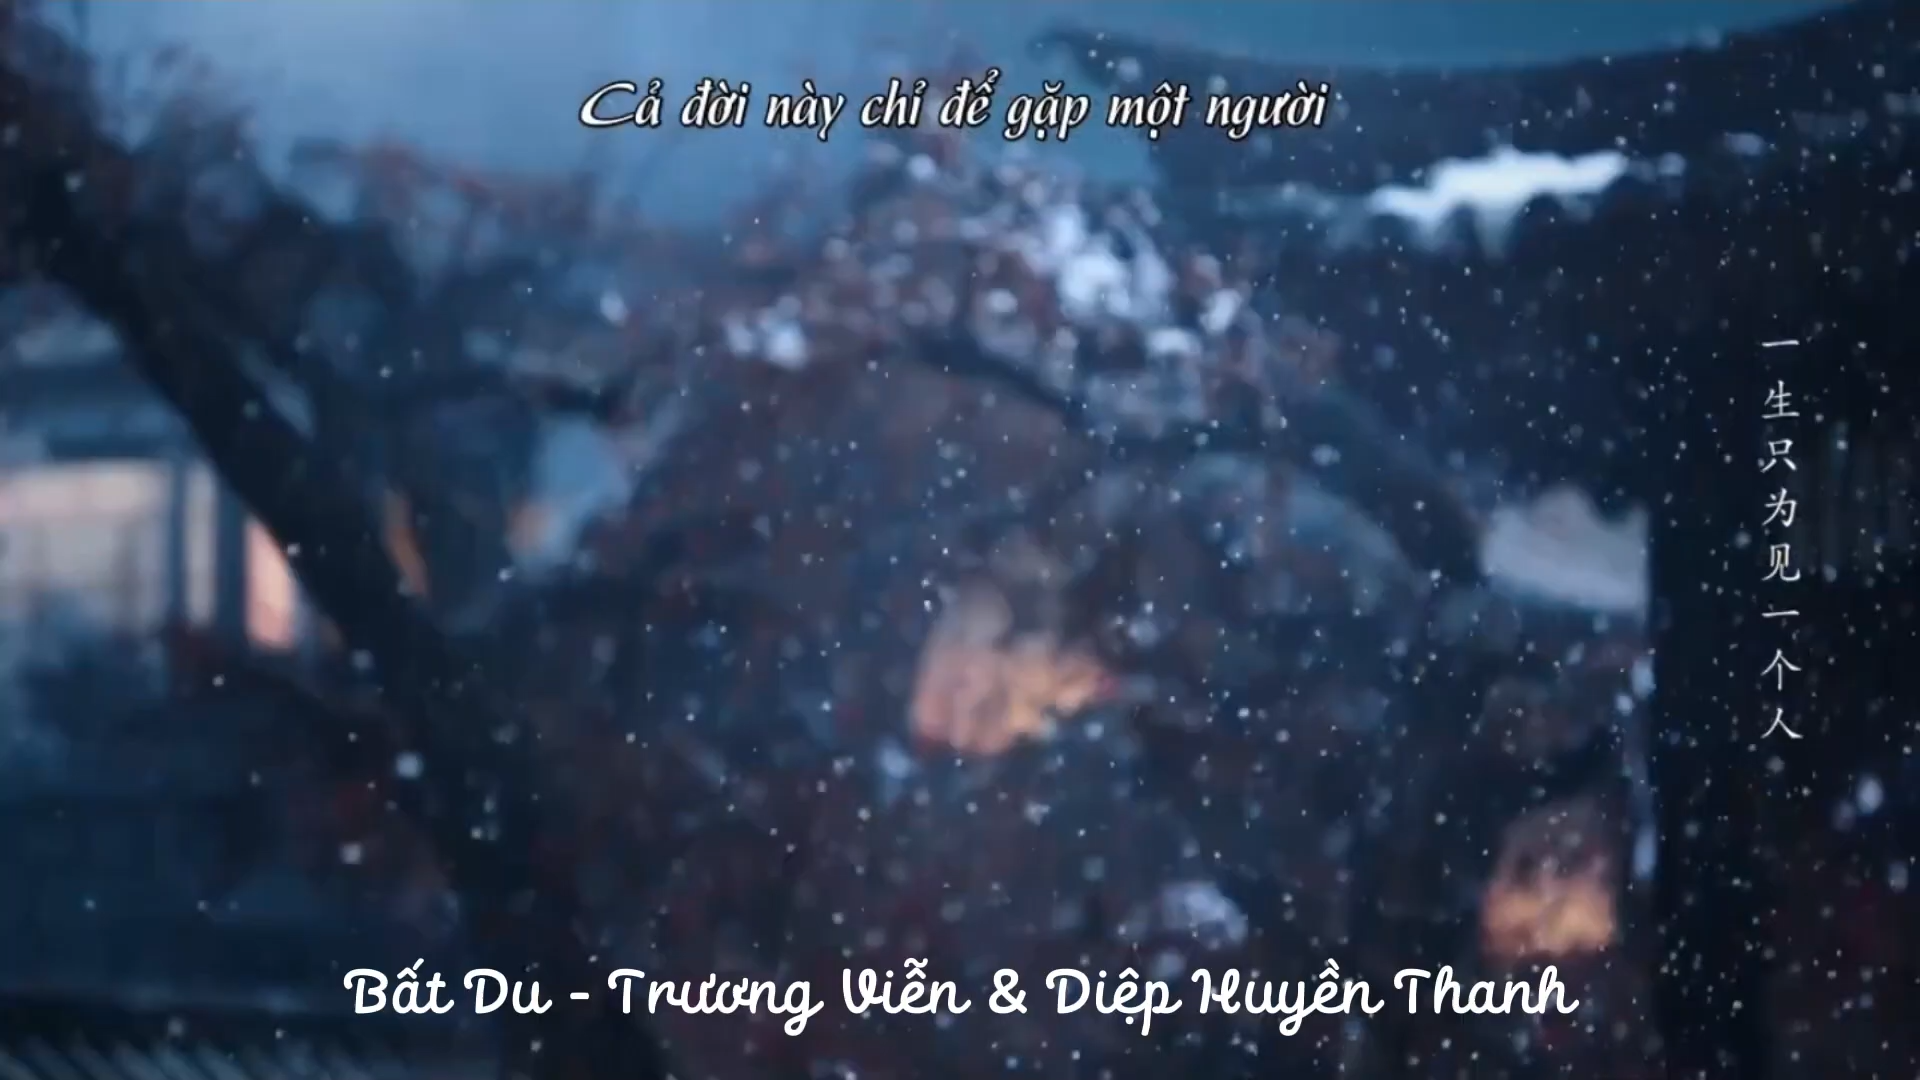 Cả đời này chỉ để gặp một người
一生只为见一个人
Bất Du - Trương Viễn & Diệp Huyền Thanh